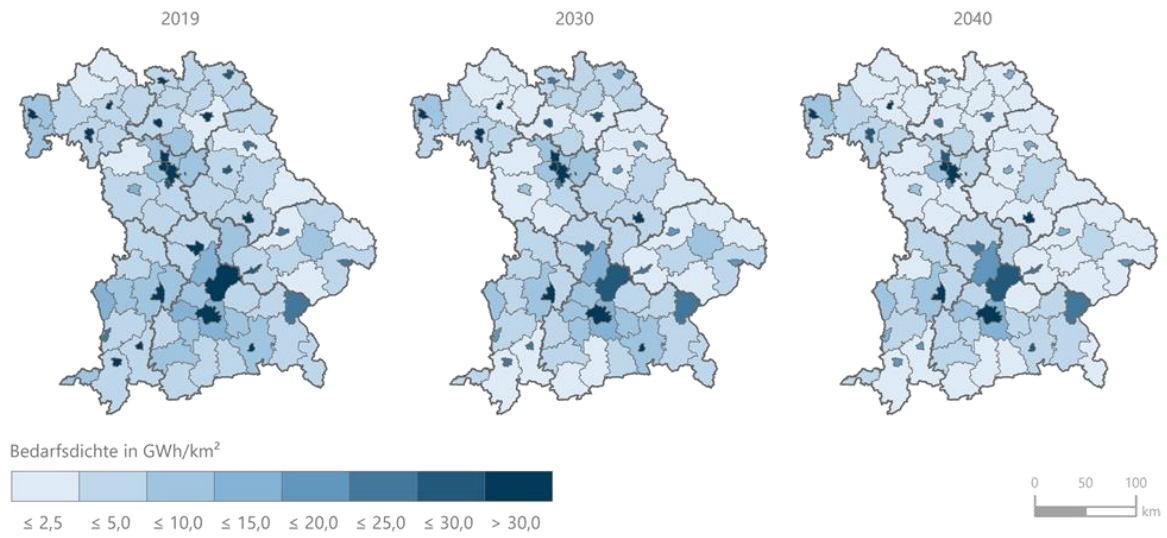 2019 2030 2040
Bedarfsdichte in GWh/km²
≤ 2,5 ≤ 5,0 ≤ 10,0 ≤ 15,0 ≤ 20,0 ≤ 25,0 ≤ 30,0 > 30,0
0 50 100
km